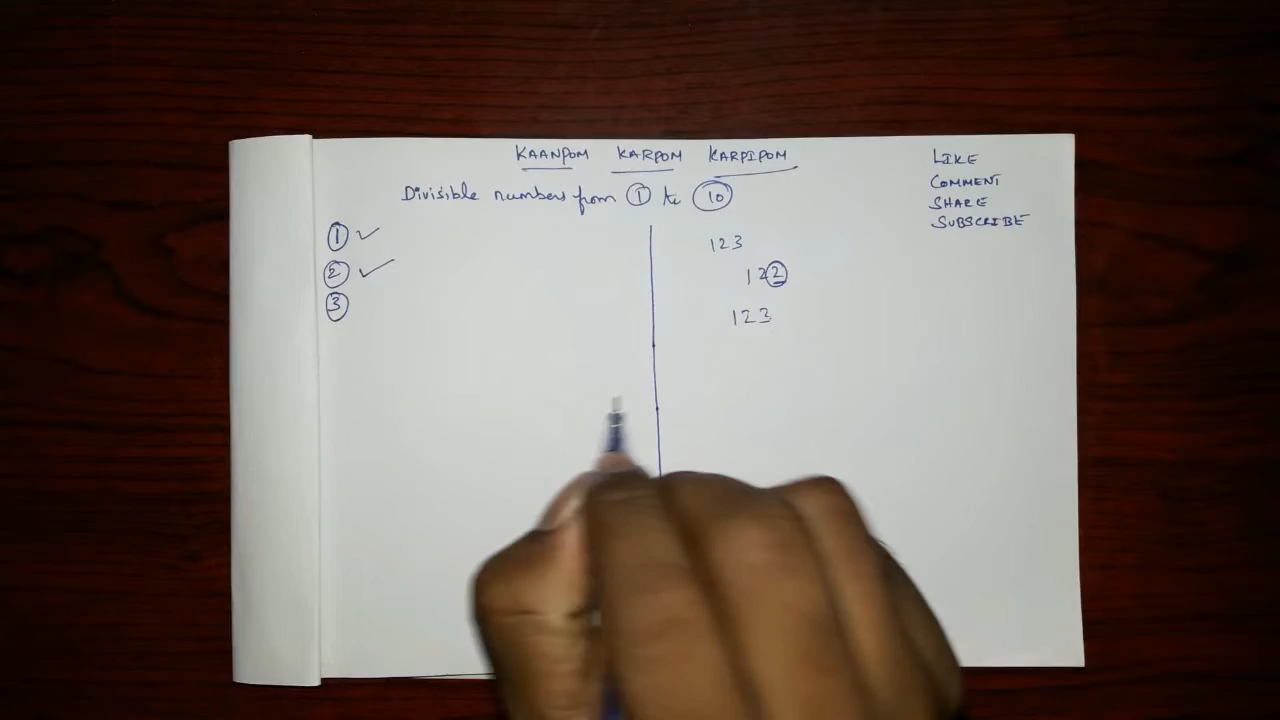 KAANPOM KARPOM KARPIPOM
Divisible numbers from 1 to 10
LIKE
COMMENT
SHARE
SUBSCRIBE
1 ✓
2 ✓
3
123
122
123